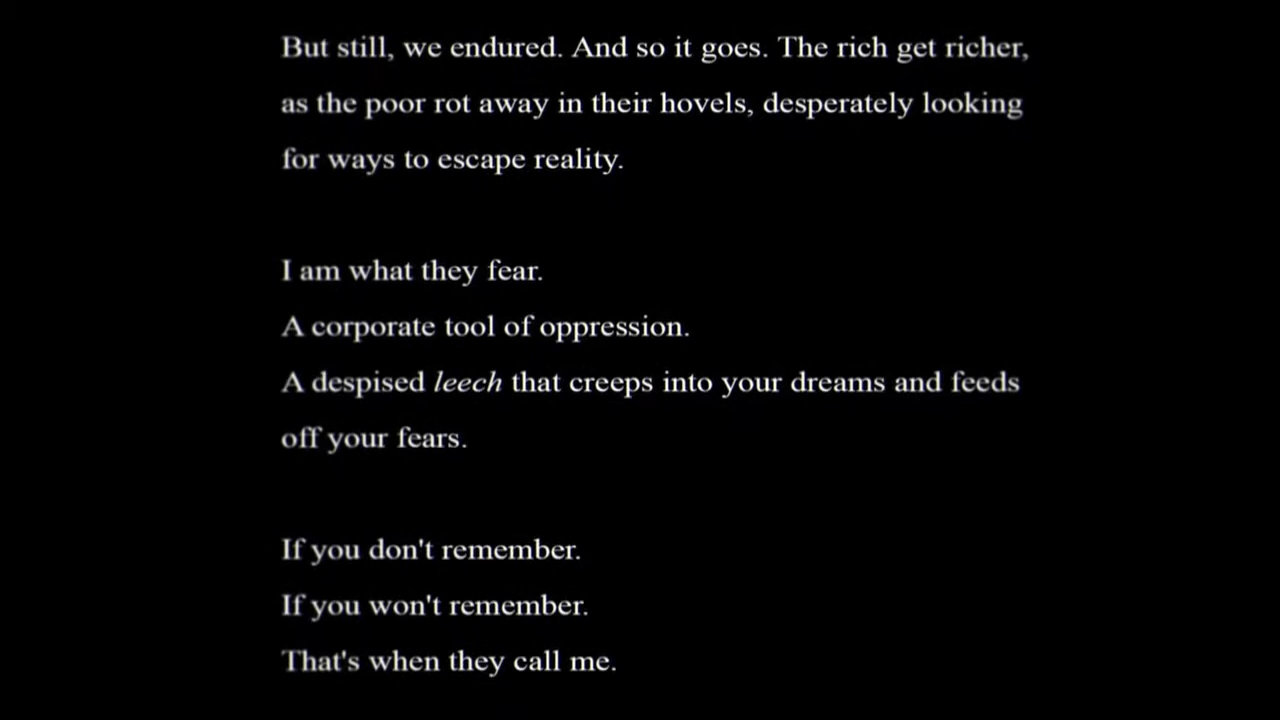 But still, we endured. And so it goes. The rich get richer,
as the poor rot away in their hovels, desperately looking
for ways to escape reality.
I am what they fear.
A corporate tool of oppression.
A despised leech that creeps into your dreams and feeds
off your fears.
If you don't remember.
If you won't remember.
That's when they call me.